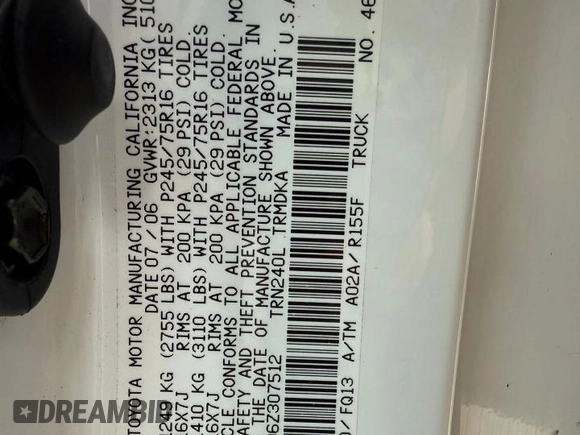 TOYOTA MOTOR MANUFACTURING CALIFORNIA INC
DATE 07/06 GVWR:2313 KG( 510
KG (2755 LBS) WITH P245/75R16 TIRES
6X7J RIMS AT 200 KPA (29 PSI) COLD
1410 KG (3110 LBS) WITH P245/75R16 TIRES
6X7J RIMS AT 200 KPA (29 PSI) COLD.
CLE CONFORMS TO ALL APPLICABLE FEDERAL MO
AFETY AND THEFT PREVENTION STANDARDS IN
THE DATE OF MANUFACTURE SHOWN ABOVE.
6Z307512 TRN240L TRMDKA MADE IN U.S.A
/ FQ13 A/TM A02A/ R155F TRUCK NO. 46
DREAMBID